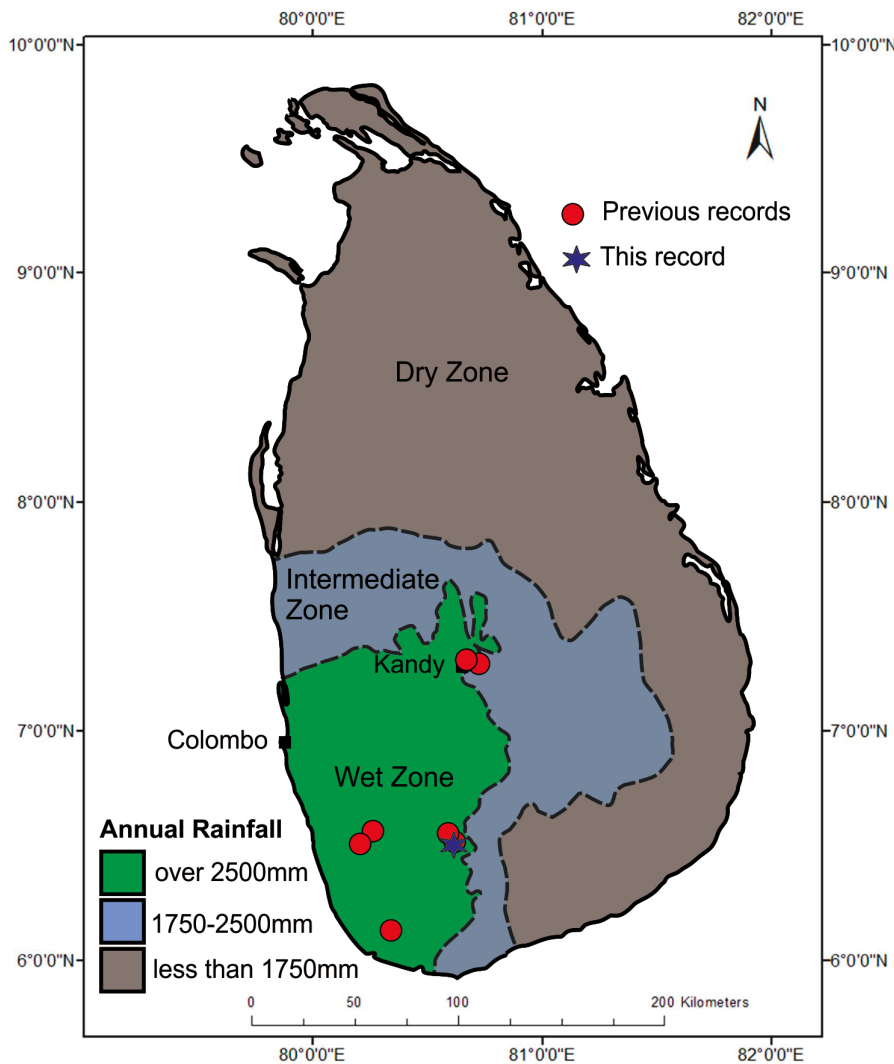 80°0'0"E
81°0'0"E
82°0'0"E
10°0'0"N
10°0'0"N
N
Previous records
This record
9°0'0"N
9°0'0"N
Dry Zone
8°0'0"N
8°0'0"N
Intermediate
Zone
Kandy
7°0'0"N
7°0'0"N
Colombo
Wet Zone
Annual Rainfall
over 2500mm
1750-2500mm
less than 1750mm
6°0'0"N
6°0'0"N
0 50 100 200 Kilometers
80°0'0"E
81°0'0"E
82°0'0"E